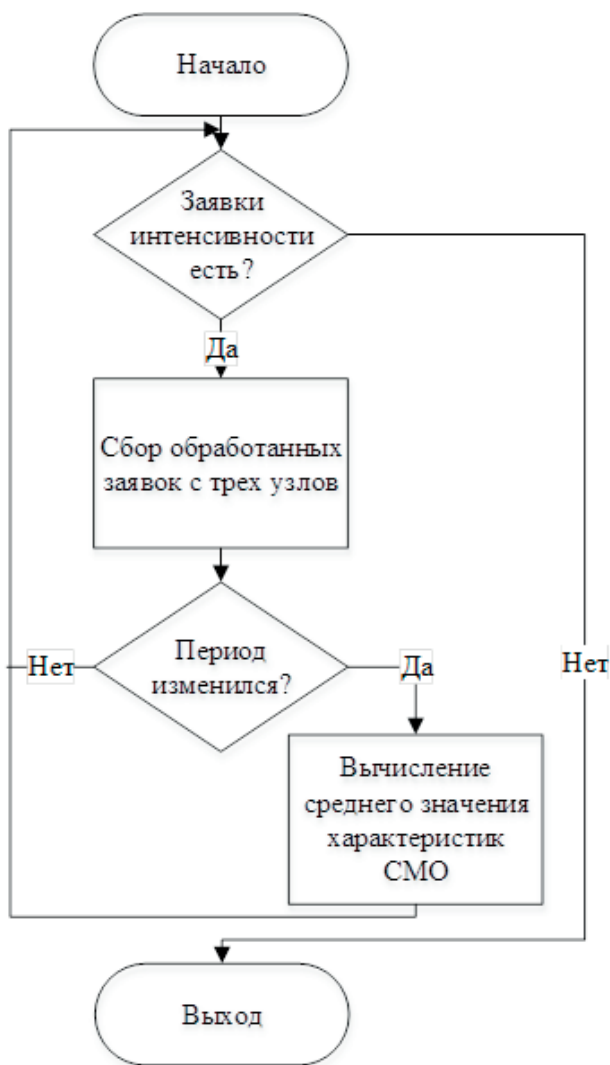 Начало
Заявки
интенсивности
есть?
Да
Сбор обработанных
заявок с трех узлов
Период
изменился?
Нет
Да
Нет
Вычисление
среднего значения
характеристик
СМО
Выход